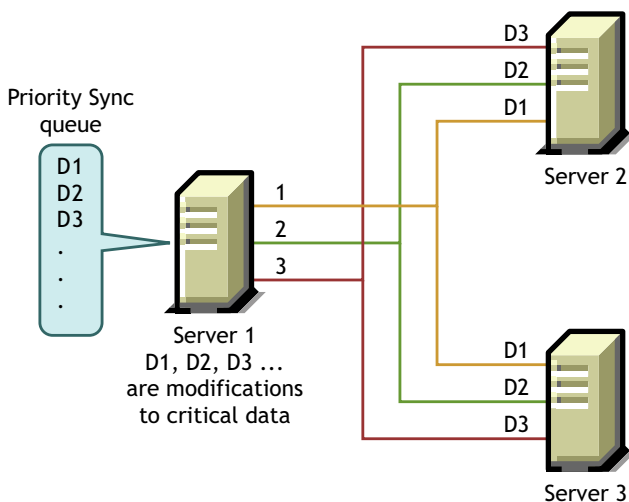 Priority Sync
queue
D1
D2
D3
.
.
.
1
2
3
Server 1
D1, D2, D3 ...
are modifications
to critical data
D3
D2
D1
Server 2
D1
D2
D3
Server 3